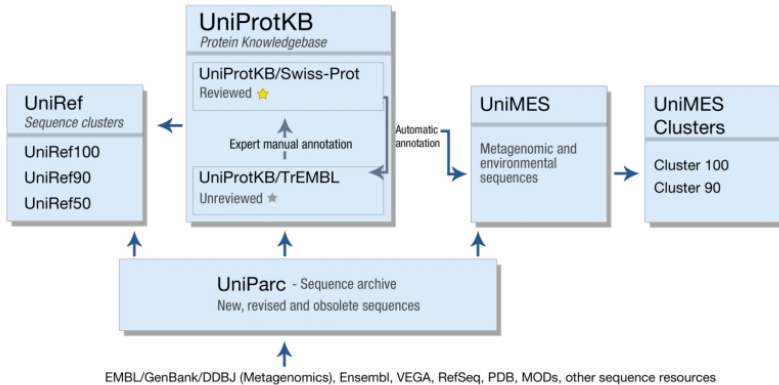 UniProtKB
Protein Knowledgebase
UniProtKB/Swiss-Prot
Reviewed
Expert manual annotation
UniProtKB/TrEMBL
Unreviewed
UniRef
Sequence clusters
UniRef100
UniRef90
UniRef50
Automatic
annotation
UniMES
Metagenomic and
environmental
sequences
UniMES
Clusters
Cluster 100
Cluster 90
UniParc - Sequence archive
New, revised and obsolete sequences
EMBL/GenBank/DDBJ (Metagenomics), Ensembl, VEGA, RefSeq, PDB, MODs, other sequence resources